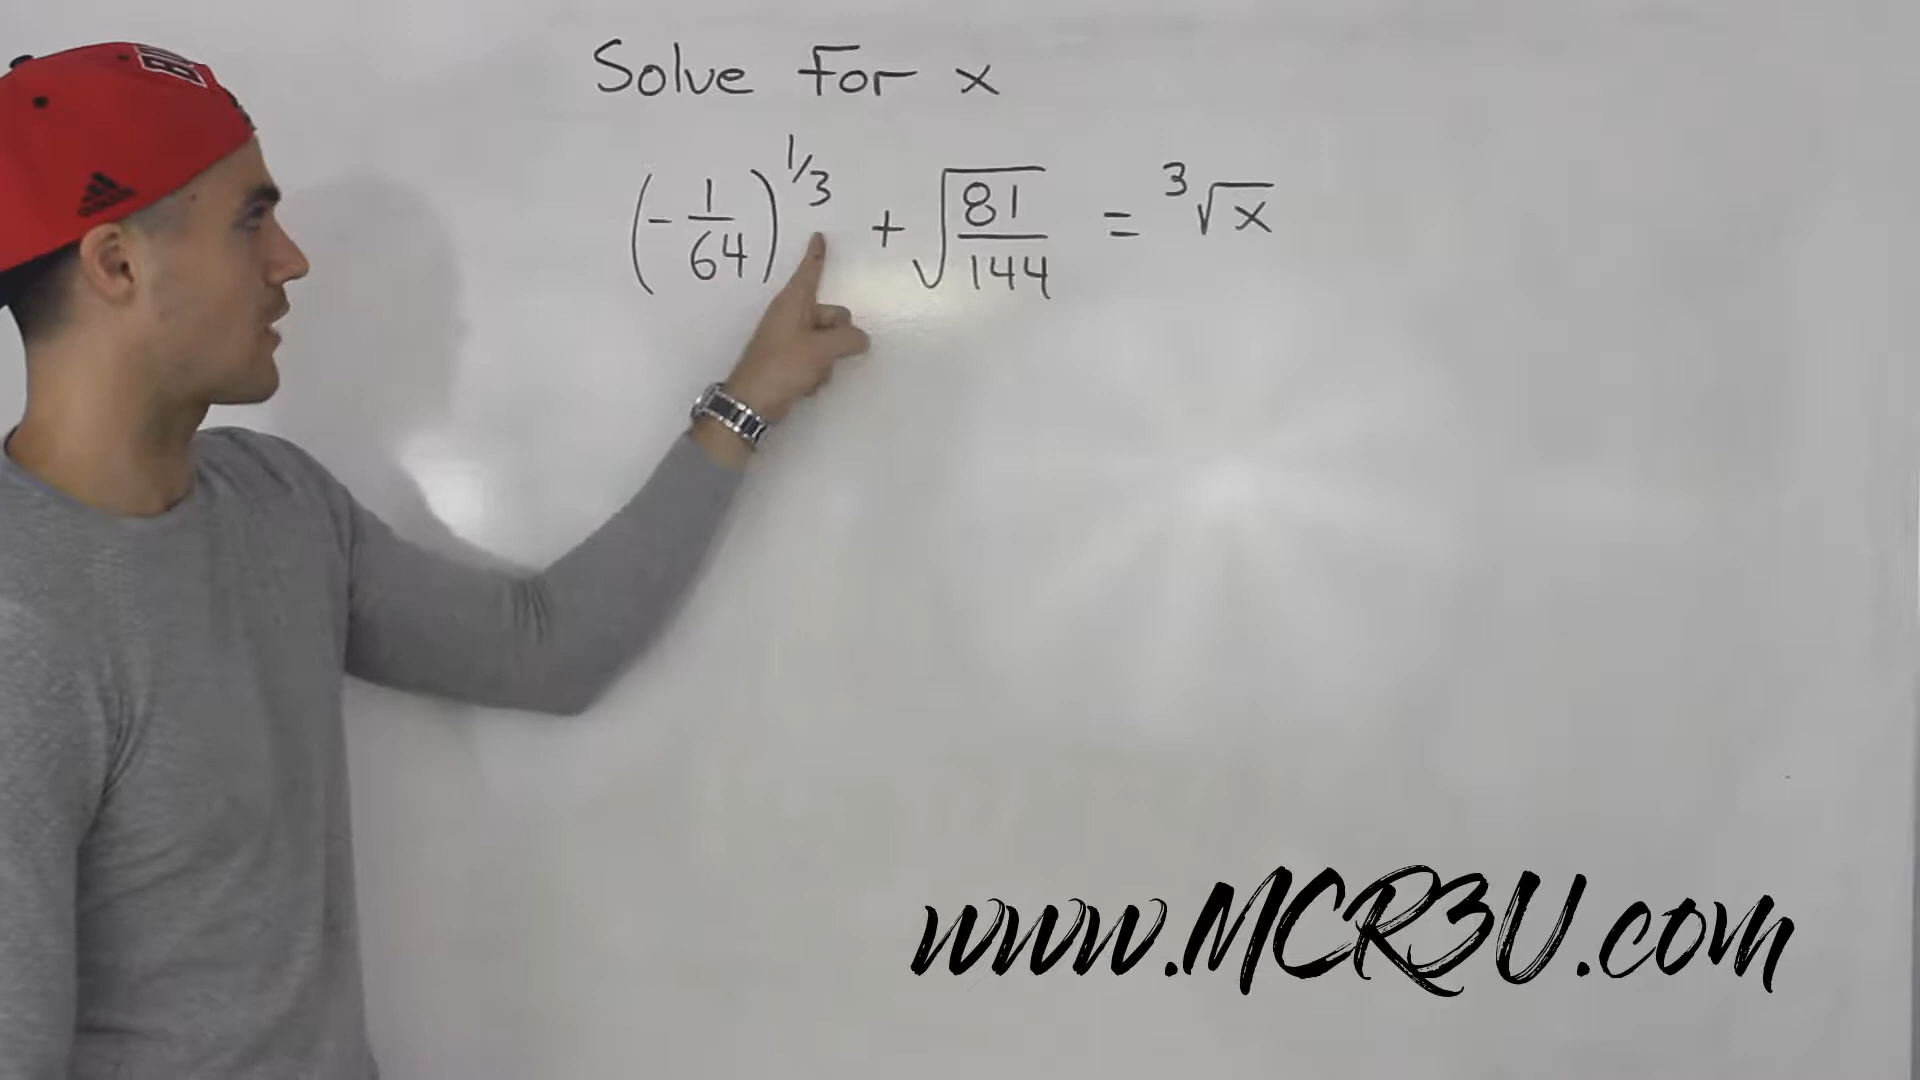 Solve For x
(-1/64)^1/3 + √81/144 = ³√x
www.MCR3U.com